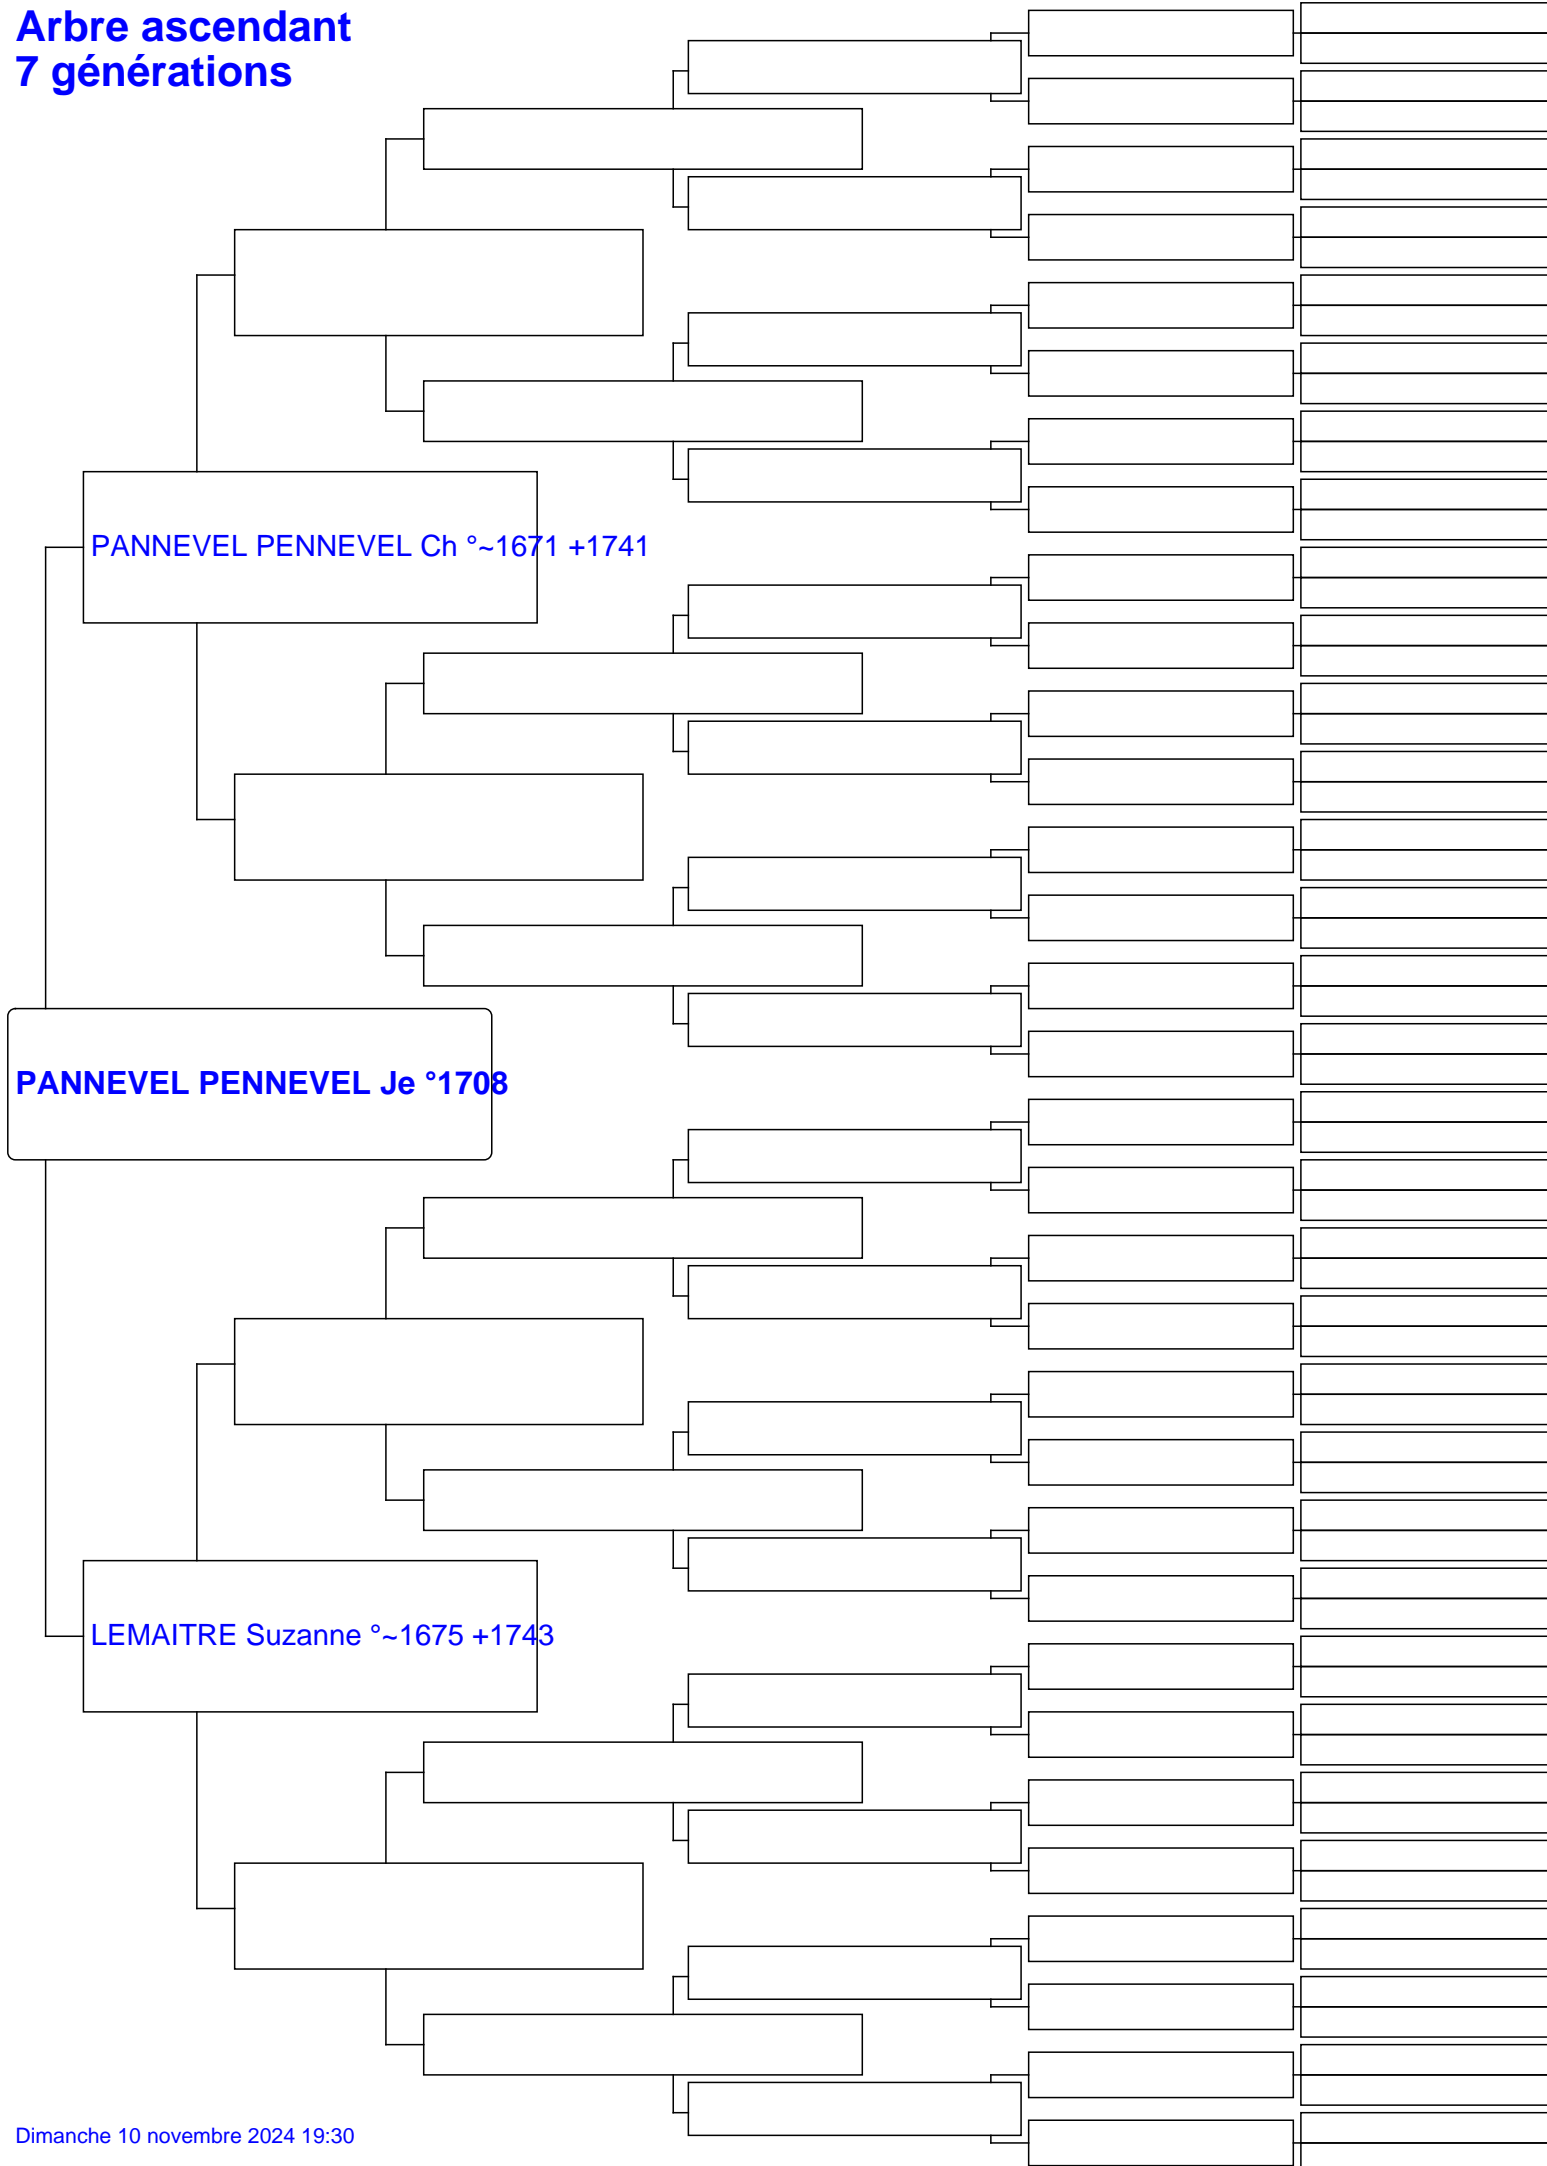 Arbre ascendant
7 générations
PANNEVEL PENNEVEL Ch °~1671 +1741
PANNEVEL PENNEVEL Je °1708
LEMAITRE Suzanne °~1675 +1743
Dimanche 10 novembre 2024 19:30